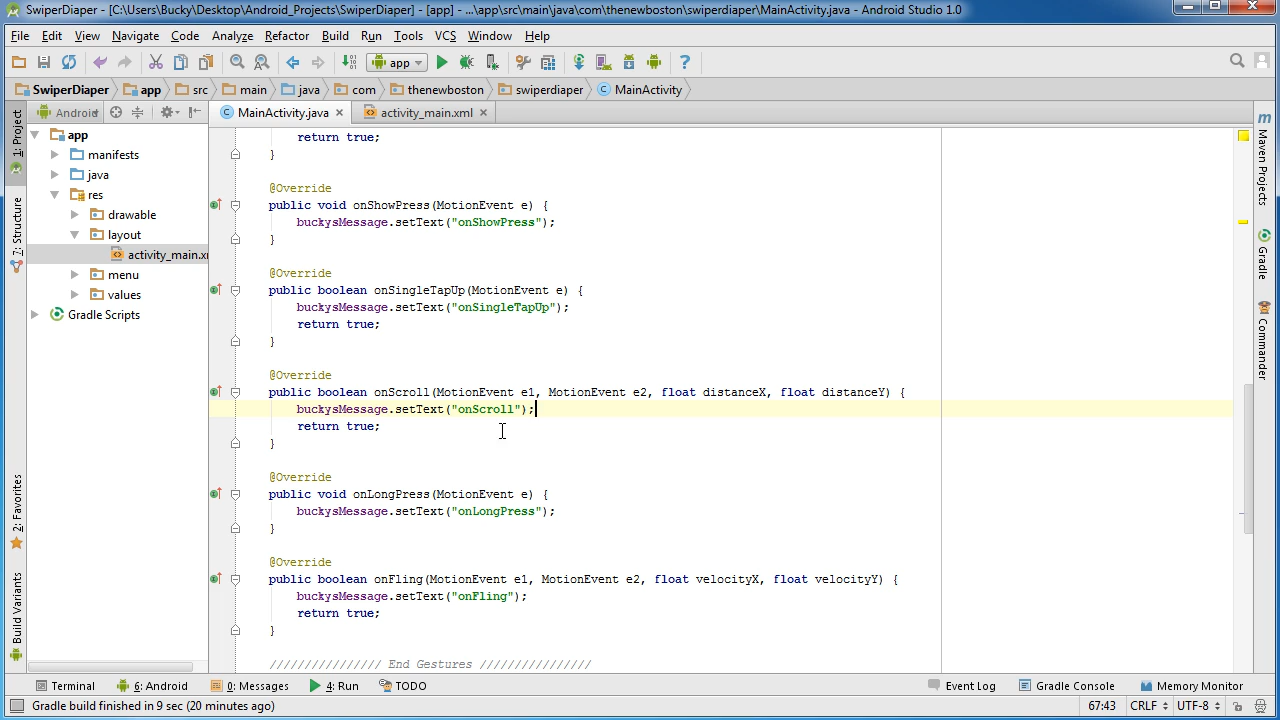 SwiperDiaper - [C:\Users\Bucky\Desktop\Android_Projects\SwiperDiaper] - [app] - ...\app\src\main\java\com\thenewboston\swiperdiaper\MainActivity.java - Android Studio 1.0
File Edit View Navigate Code Analyze Refactor Build Run Tools VCS Window Help
app
SwiperDiaper app src main java com thenewboston swiperdiaper MainActivity
Android MainActivity.java activity_main.xml
1: Project
7: Structure
2: Favorites
Build Variants
app
manifests
java
res
drawable
layout
activity_main.x
menu
values
Gradle Scripts
return true;
}
@Override
public void onShowPress(MotionEvent e) {
buckysMessage.setText("onShowPress");
}
@Override
public boolean onSingleTapUp(MotionEvent e) {
buckysMessage.setText("onSingleTapUp");
return true;
}
@Override
public boolean onScroll(MotionEvent e1, MotionEvent e2, float distanceX, float distanceY) {
buckysMessage.setText("onScroll");
return true;
}
@Override
public void onLongPress(MotionEvent e) {
buckysMessage.setText("onLongPress");
}
@Override
public boolean onFling(MotionEvent e1, MotionEvent e2, float velocityX, float velocityY) {
buckysMessage.setText("onFling");
return true;
}
//////////////// End Gestures ////////////////
m
Maven Projects
Gradle
Commander
Terminal 6: Android 0: Messages 4: Run TODO Event Log Gradle Console Memory Monitor
Gradle build finished in 9 sec (20 minutes ago) 67:43 CRLF UTF-8